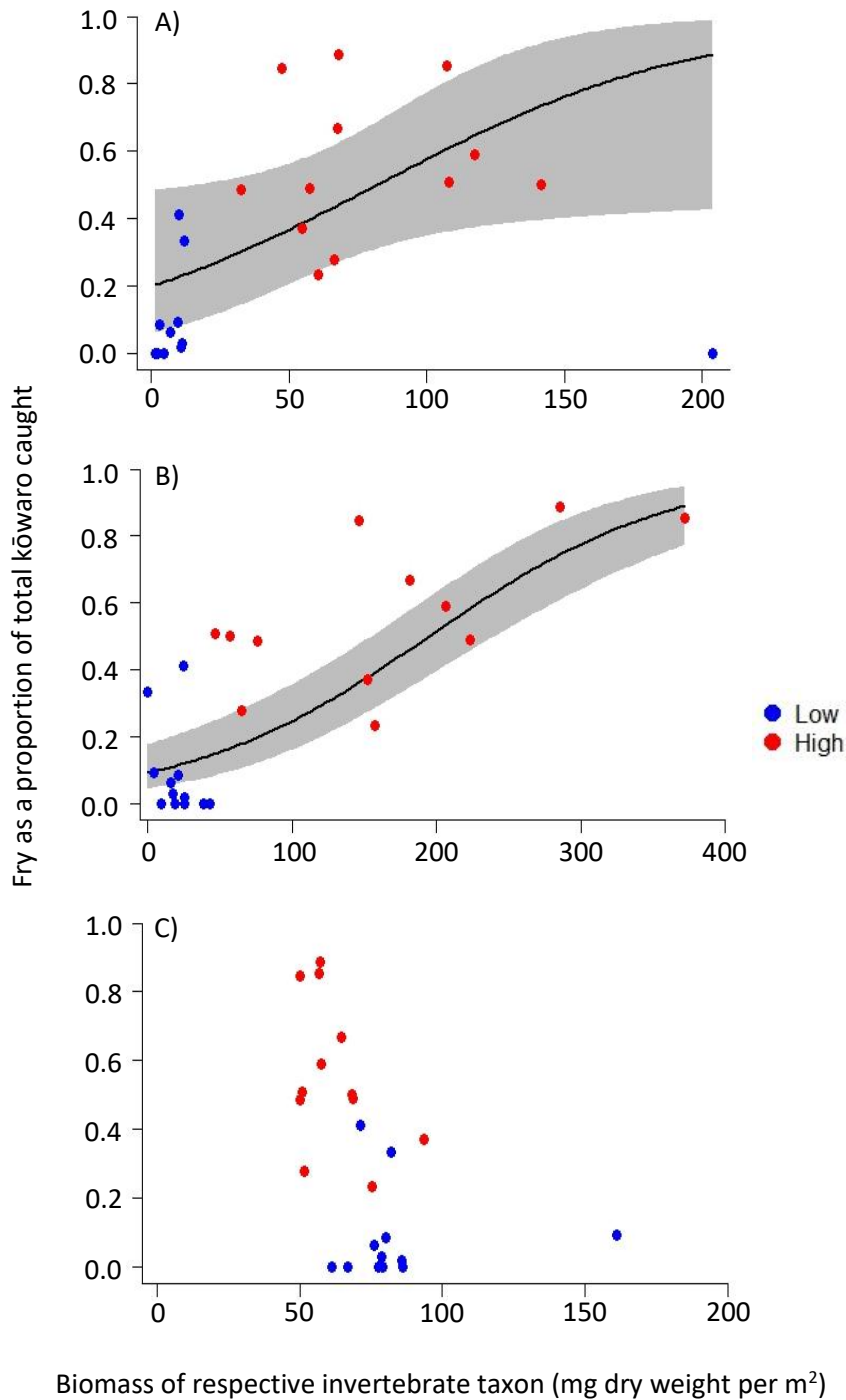 A)
1.0
0.8
0.6
0.4
0.2
0.0
0 50 100 150 200
B)
1.0
0.8
0.6
0.4
0.2
0.0
0 100 200 300 400
C)
1.0
0.8
0.6
0.4
0.2
0.0
0 50 100 150 200
Fry as a proportion of total kōwaro caught
Low
High
Biomass of respective invertebrate taxon (mg dry weight per m²)